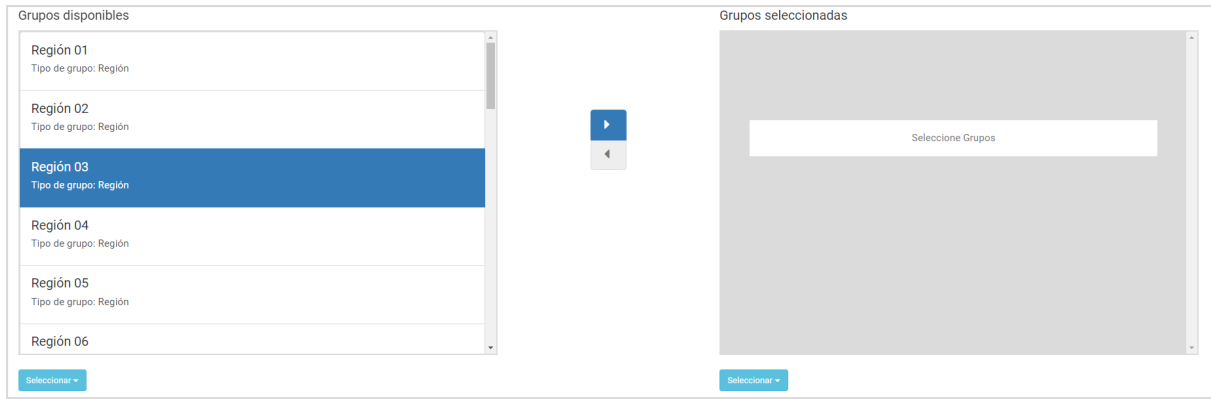 Grupos disponibles
Región 01
Tipo de grupo: Región
Región 02
Tipo de grupo: Región
Región 03
Tipo de grupo: Región
Región 04
Tipo de grupo: Región
Región 05
Tipo de grupo: Región
Región 06
Seleccionar
Grupos seleccionadas
Seleccione Grupos
Seleccionar